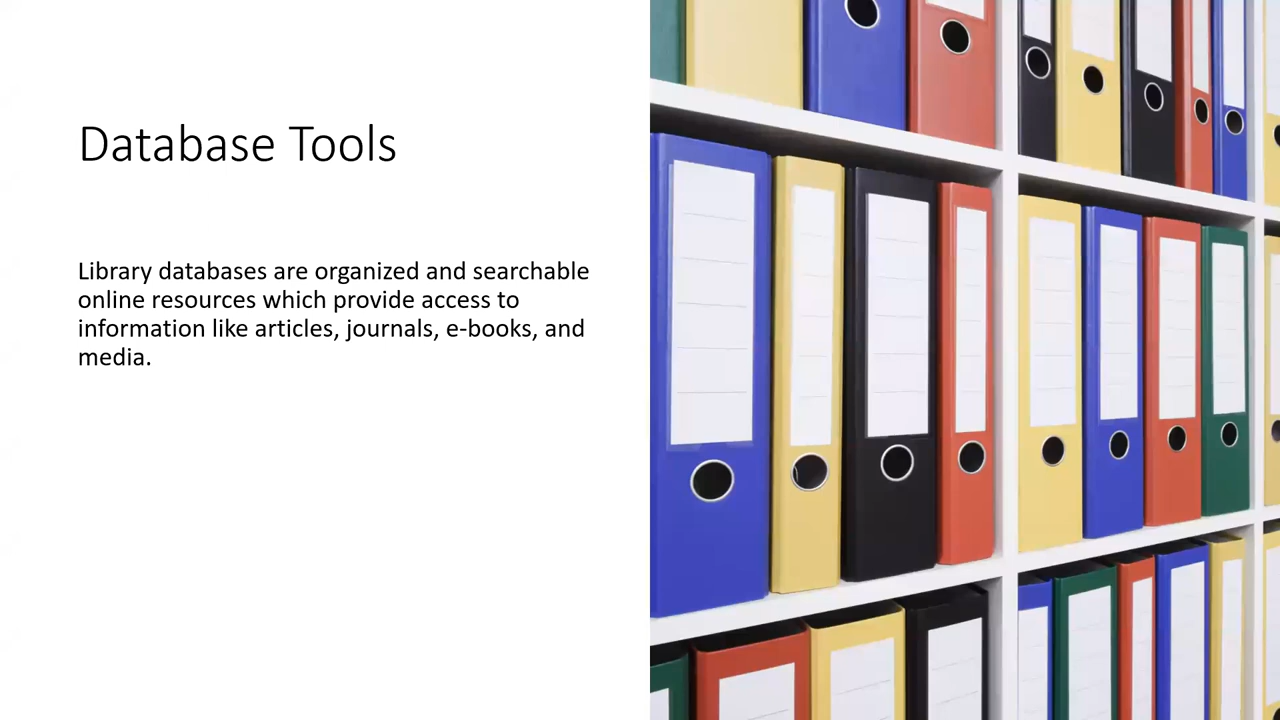 Database Tools
Library databases are organized and searchable
online resources which provide access to
information like articles, journals, e-books, and
media.